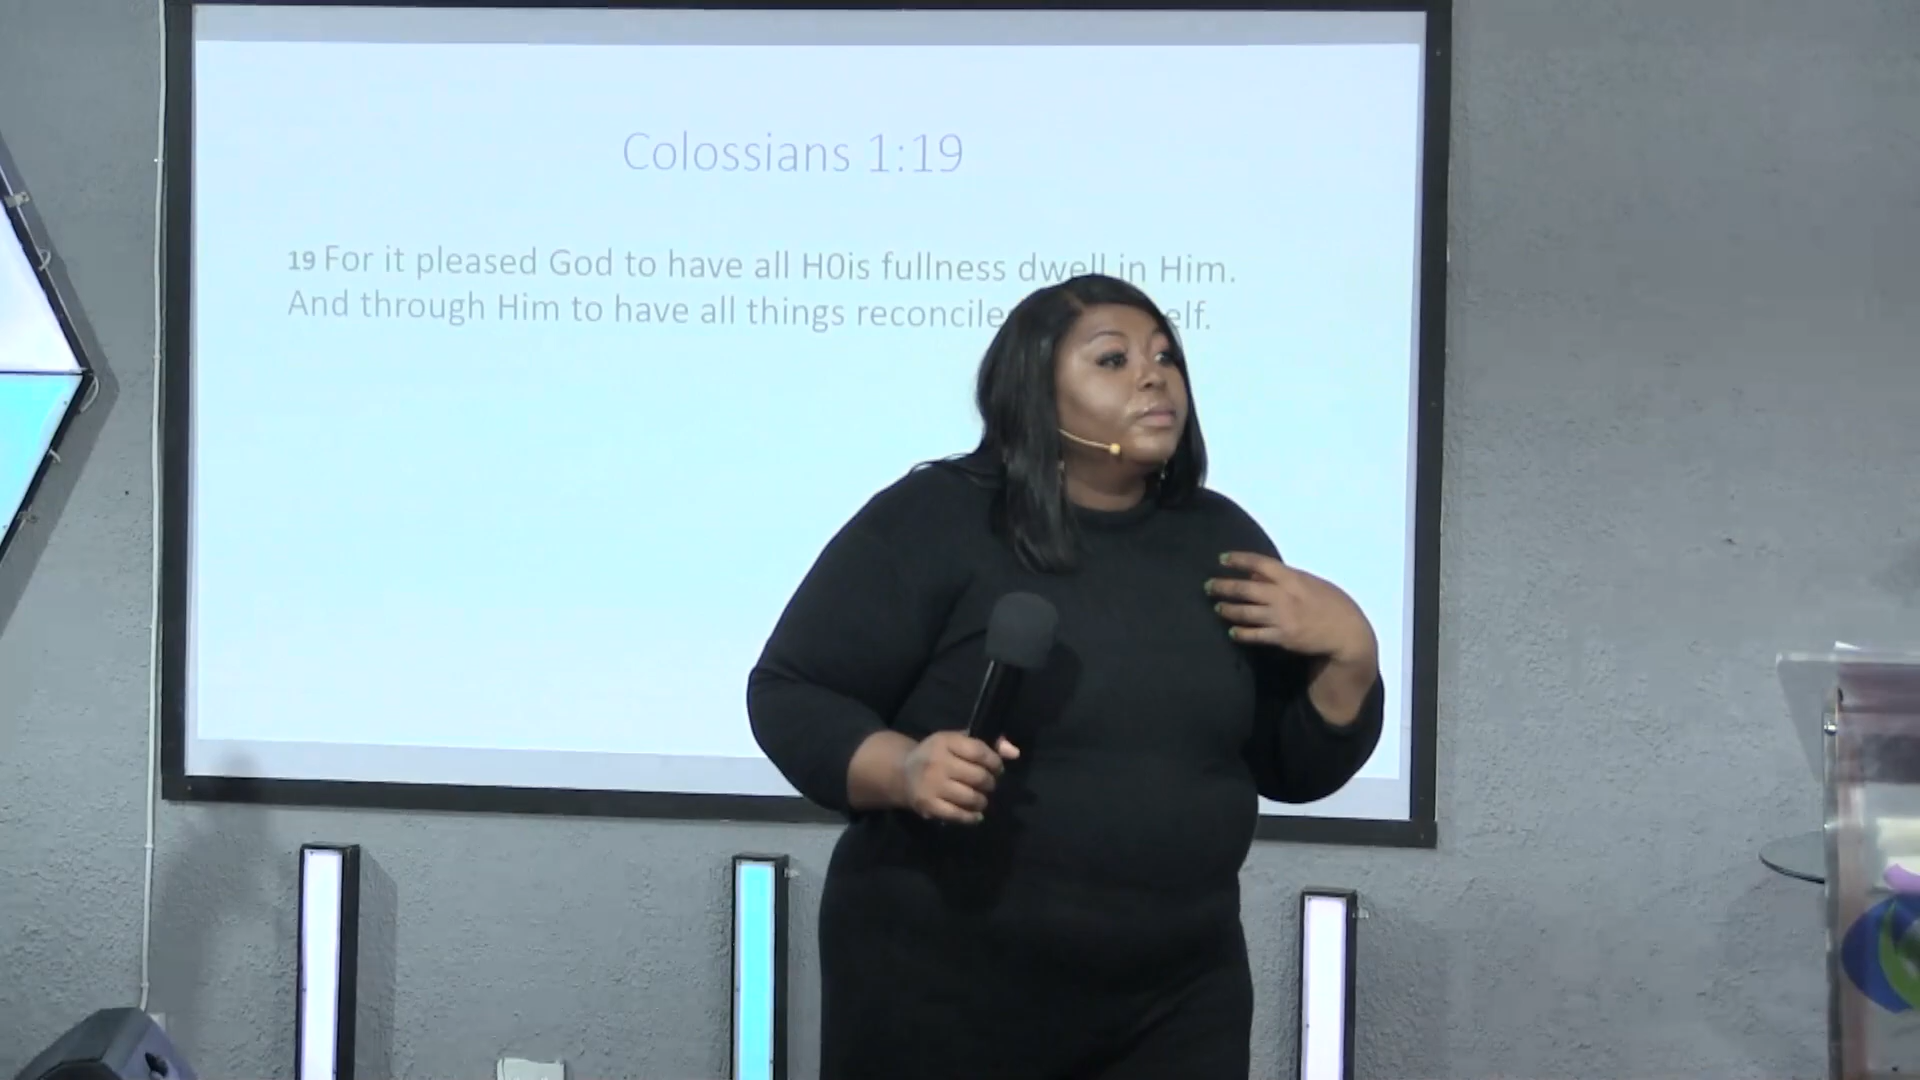 Colossians 1:19
19 For it pleased God to have all H0is fullness dwell in Him.
And through Him to have all things